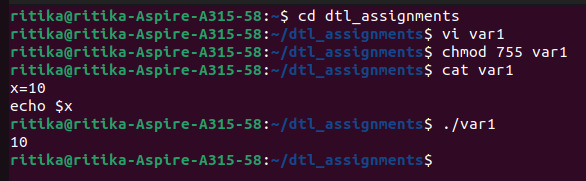 ritika@ritika-Aspire-A315-58:~$ cd dtl_assignments
ritika@ritika-Aspire-A315-58:~/dtl_assignments$ vi var1
ritika@ritika-Aspire-A315-58:~/dtl_assignments$ chmod 755 var1
ritika@ritika-Aspire-A315-58:~/dtl_assignments$ cat var1
x=10
echo $x
ritika@ritika-Aspire-A315-58:~/dtl_assignments$ ./var1
10
ritika@ritika-Aspire-A315-58:~/dtl_assignments$